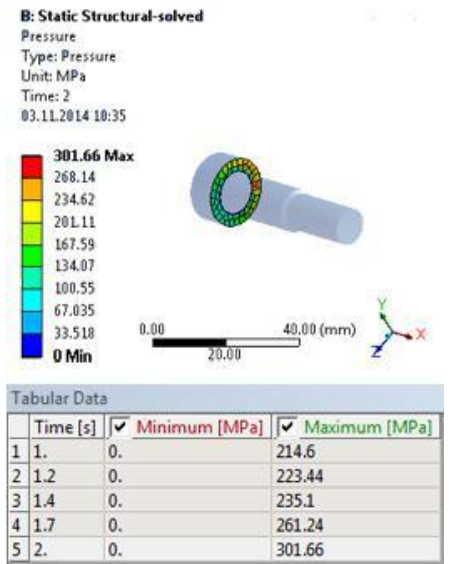 B: Static Structural-solved
Pressure
Type: Pressure
Unit: MPa
Time: 2
03.11.2014 10:35
301.66 Max
268.14
234.62
201.11
167.59
134.07
100.55
67.035
33.518
0 Min
0.00 40.00 (mm)
20.00
Y
X
Z
Tabular Data
Time [s] Minimum [MPa] Maximum [MPa]
1 1. 0. 214.6
2 1.2 0. 223.44
3 1.4 0. 235.1
4 1.7 0. 261.24
5 2. 0. 301.66